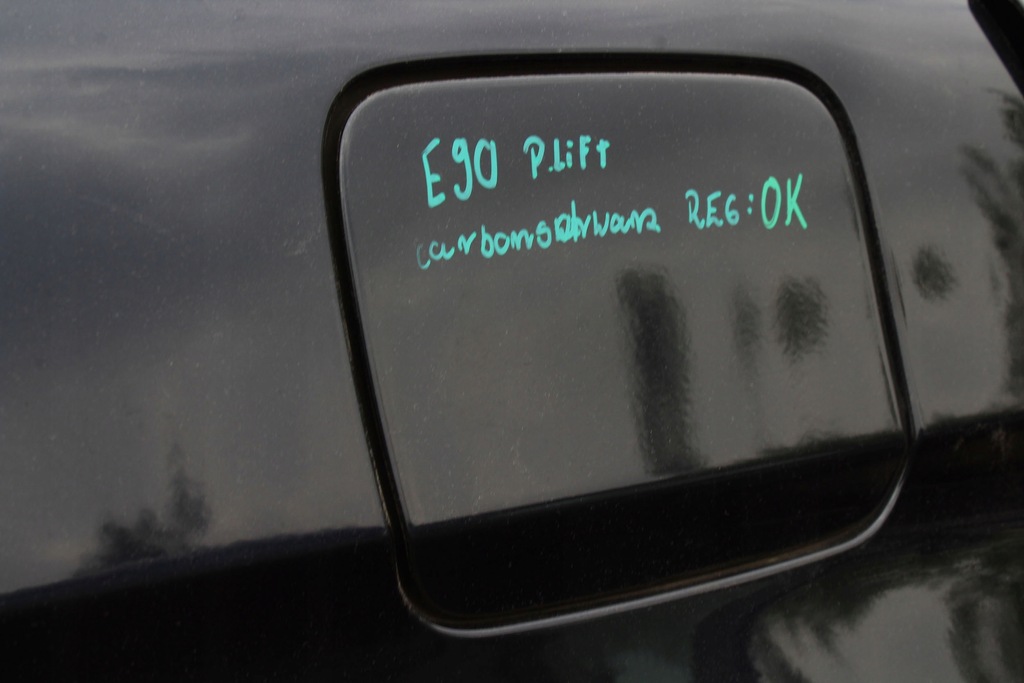 E90 P.LiFT
carbonschwarz REG: OK